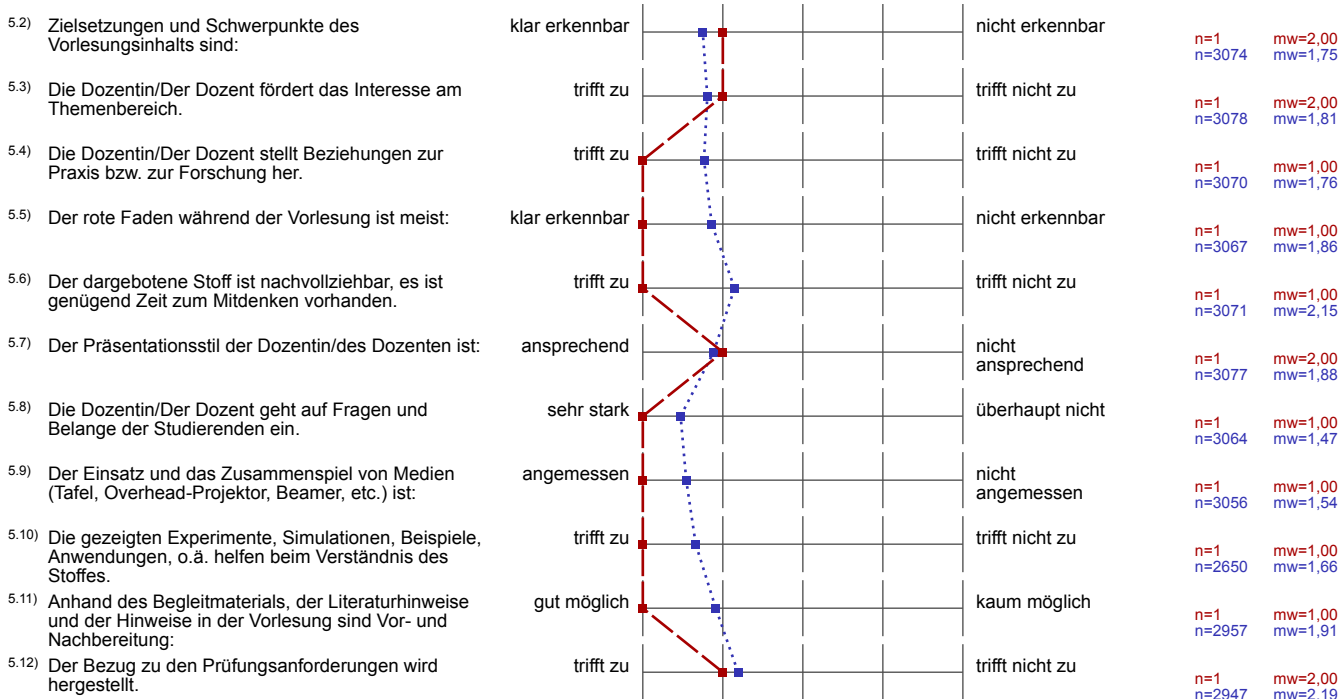 5.2) Zielsetzungen und Schwerpunkte des
Vorlesungsinhalts sind:
klar erkennbar
nicht erkennbar
n=1 mw=2,00
n=3074 mw=1,75
5.3) Die Dozentin/Der Dozent fördert das Interesse am
Themenbereich.
trifft zu
trifft nicht zu
n=1 mw=2,00
n=3078 mw=1,81
5.4) Die Dozentin/Der Dozent stellt Beziehungen zur
Praxis bzw. zur Forschung her.
trifft zu
trifft nicht zu
n=1 mw=1,00
n=3070 mw=1,76
5.5) Der rote Faden während der Vorlesung ist meist:
klar erkennbar
nicht erkennbar
n=1 mw=1,00
n=3067 mw=1,86
5.6) Der dargebotene Stoff ist nachvollziehbar, es ist
genügend Zeit zum Mitdenken vorhanden.
trifft zu
trifft nicht zu
n=1 mw=1,00
n=3071 mw=2,15
5.7) Der Präsentationsstil der Dozentin/des Dozenten ist:
ansprechend
nicht
ansprechend
n=1 mw=2,00
n=3077 mw=1,88
5.8) Die Dozentin/Der Dozent geht auf Fragen und
Belange der Studierenden ein.
sehr stark
überhaupt nicht
n=1 mw=1,00
n=3064 mw=1,47
5.9) Der Einsatz und das Zusammenspiel von Medien
(Tafel, Overhead-Projektor, Beamer, etc.) ist:
angemessen
nicht
angemessen
n=1 mw=1,00
n=3056 mw=1,54
5.10) Die gezeigten Experimente, Simulationen, Beispiele,
Anwendungen, o.ä. helfen beim Verständnis des
Stoffes.
trifft zu
trifft nicht zu
n=1 mw=1,00
n=2650 mw=1,66
5.11) Anhand des Begleitmaterials, der Literaturhinweise
und der Hinweise in der Vorlesung sind Vor- und
Nachbereitung:
gut möglich
kaum möglich
n=1 mw=1,00
n=2957 mw=1,91
5.12) Der Bezug zu den Prüfungsanforderungen wird
hergestellt.
trifft zu
trifft nicht zu
n=1 mw=2,00
n=2947 mw=2,19